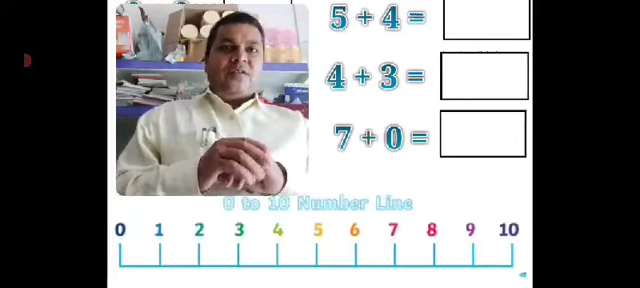 5 + 4 =
4 + 3 =
7 + 0 =
0 to 10 Number Line
0 1 2 3 4 5 6 7 8 9 10